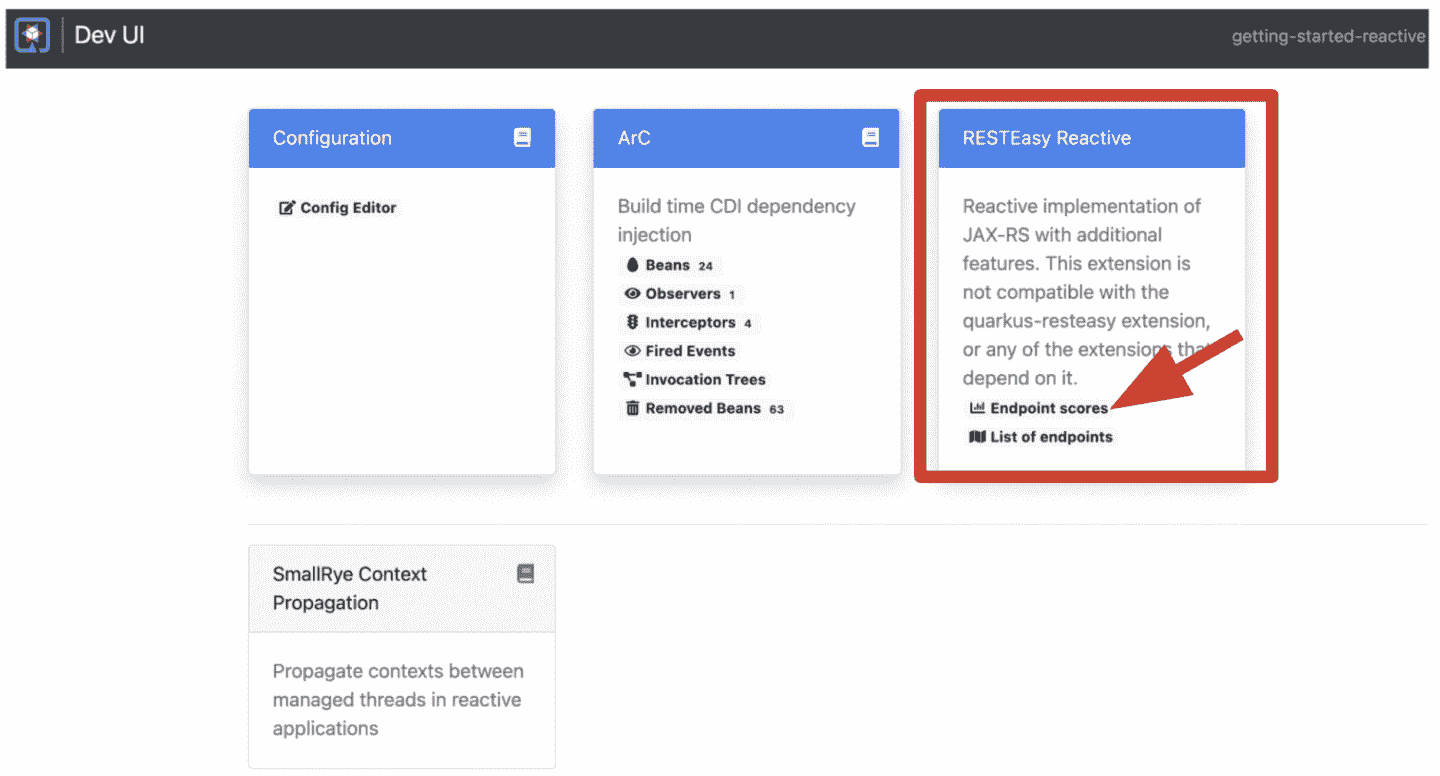 Dev UI
getting-started-reactive
Configuration
Config Editor
ArC
Build time CDI dependency
injection
Beans 24
Observers 1
Interceptors 4
Fired Events
Invocation Trees
Removed Beans 63
RESTEasy Reactive
Reactive implementation of
JAX-RS with additional
features. This extension is
not compatible with the
quarkus-resteasy extension,
or any of the extensions that
depend on it.
Endpoint scores
List of endpoints
SmallRye Context
Propagation
Propagate contexts between
managed threads in reactive
applications